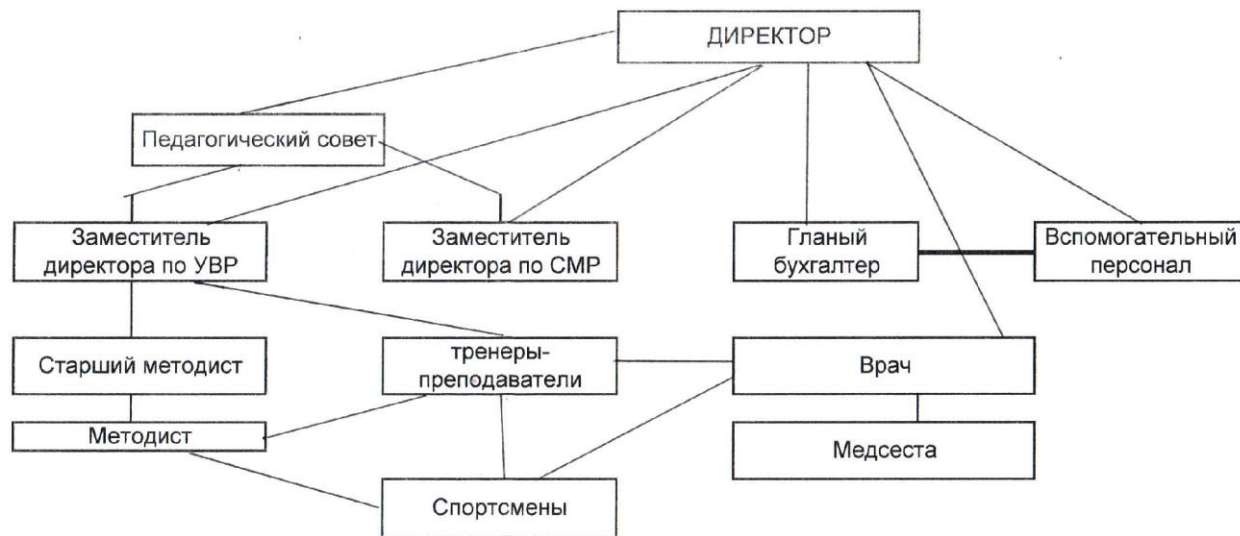 ДИРЕКТОР
Педагогический совет
Заместитель
директора по УВР
Заместитель
директора по СМР
Гланый
бухгалтер
Вспомогательный
персонал
Старший методист
тренеры-
преподаватели
Врач
Методист
Медсеста
Спортсмены